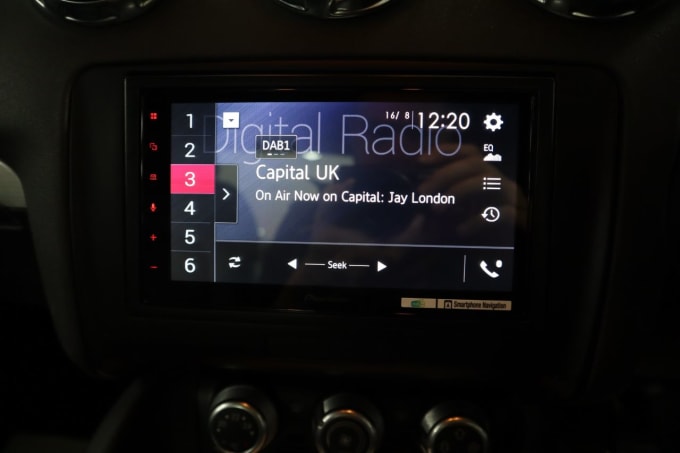 1
2
3
4
5
6
Digital Radio
16/ 8 12:20
DAB1
EQ
Capital UK
On Air Now on Capital: Jay London
Seek
Smartphone Navigation